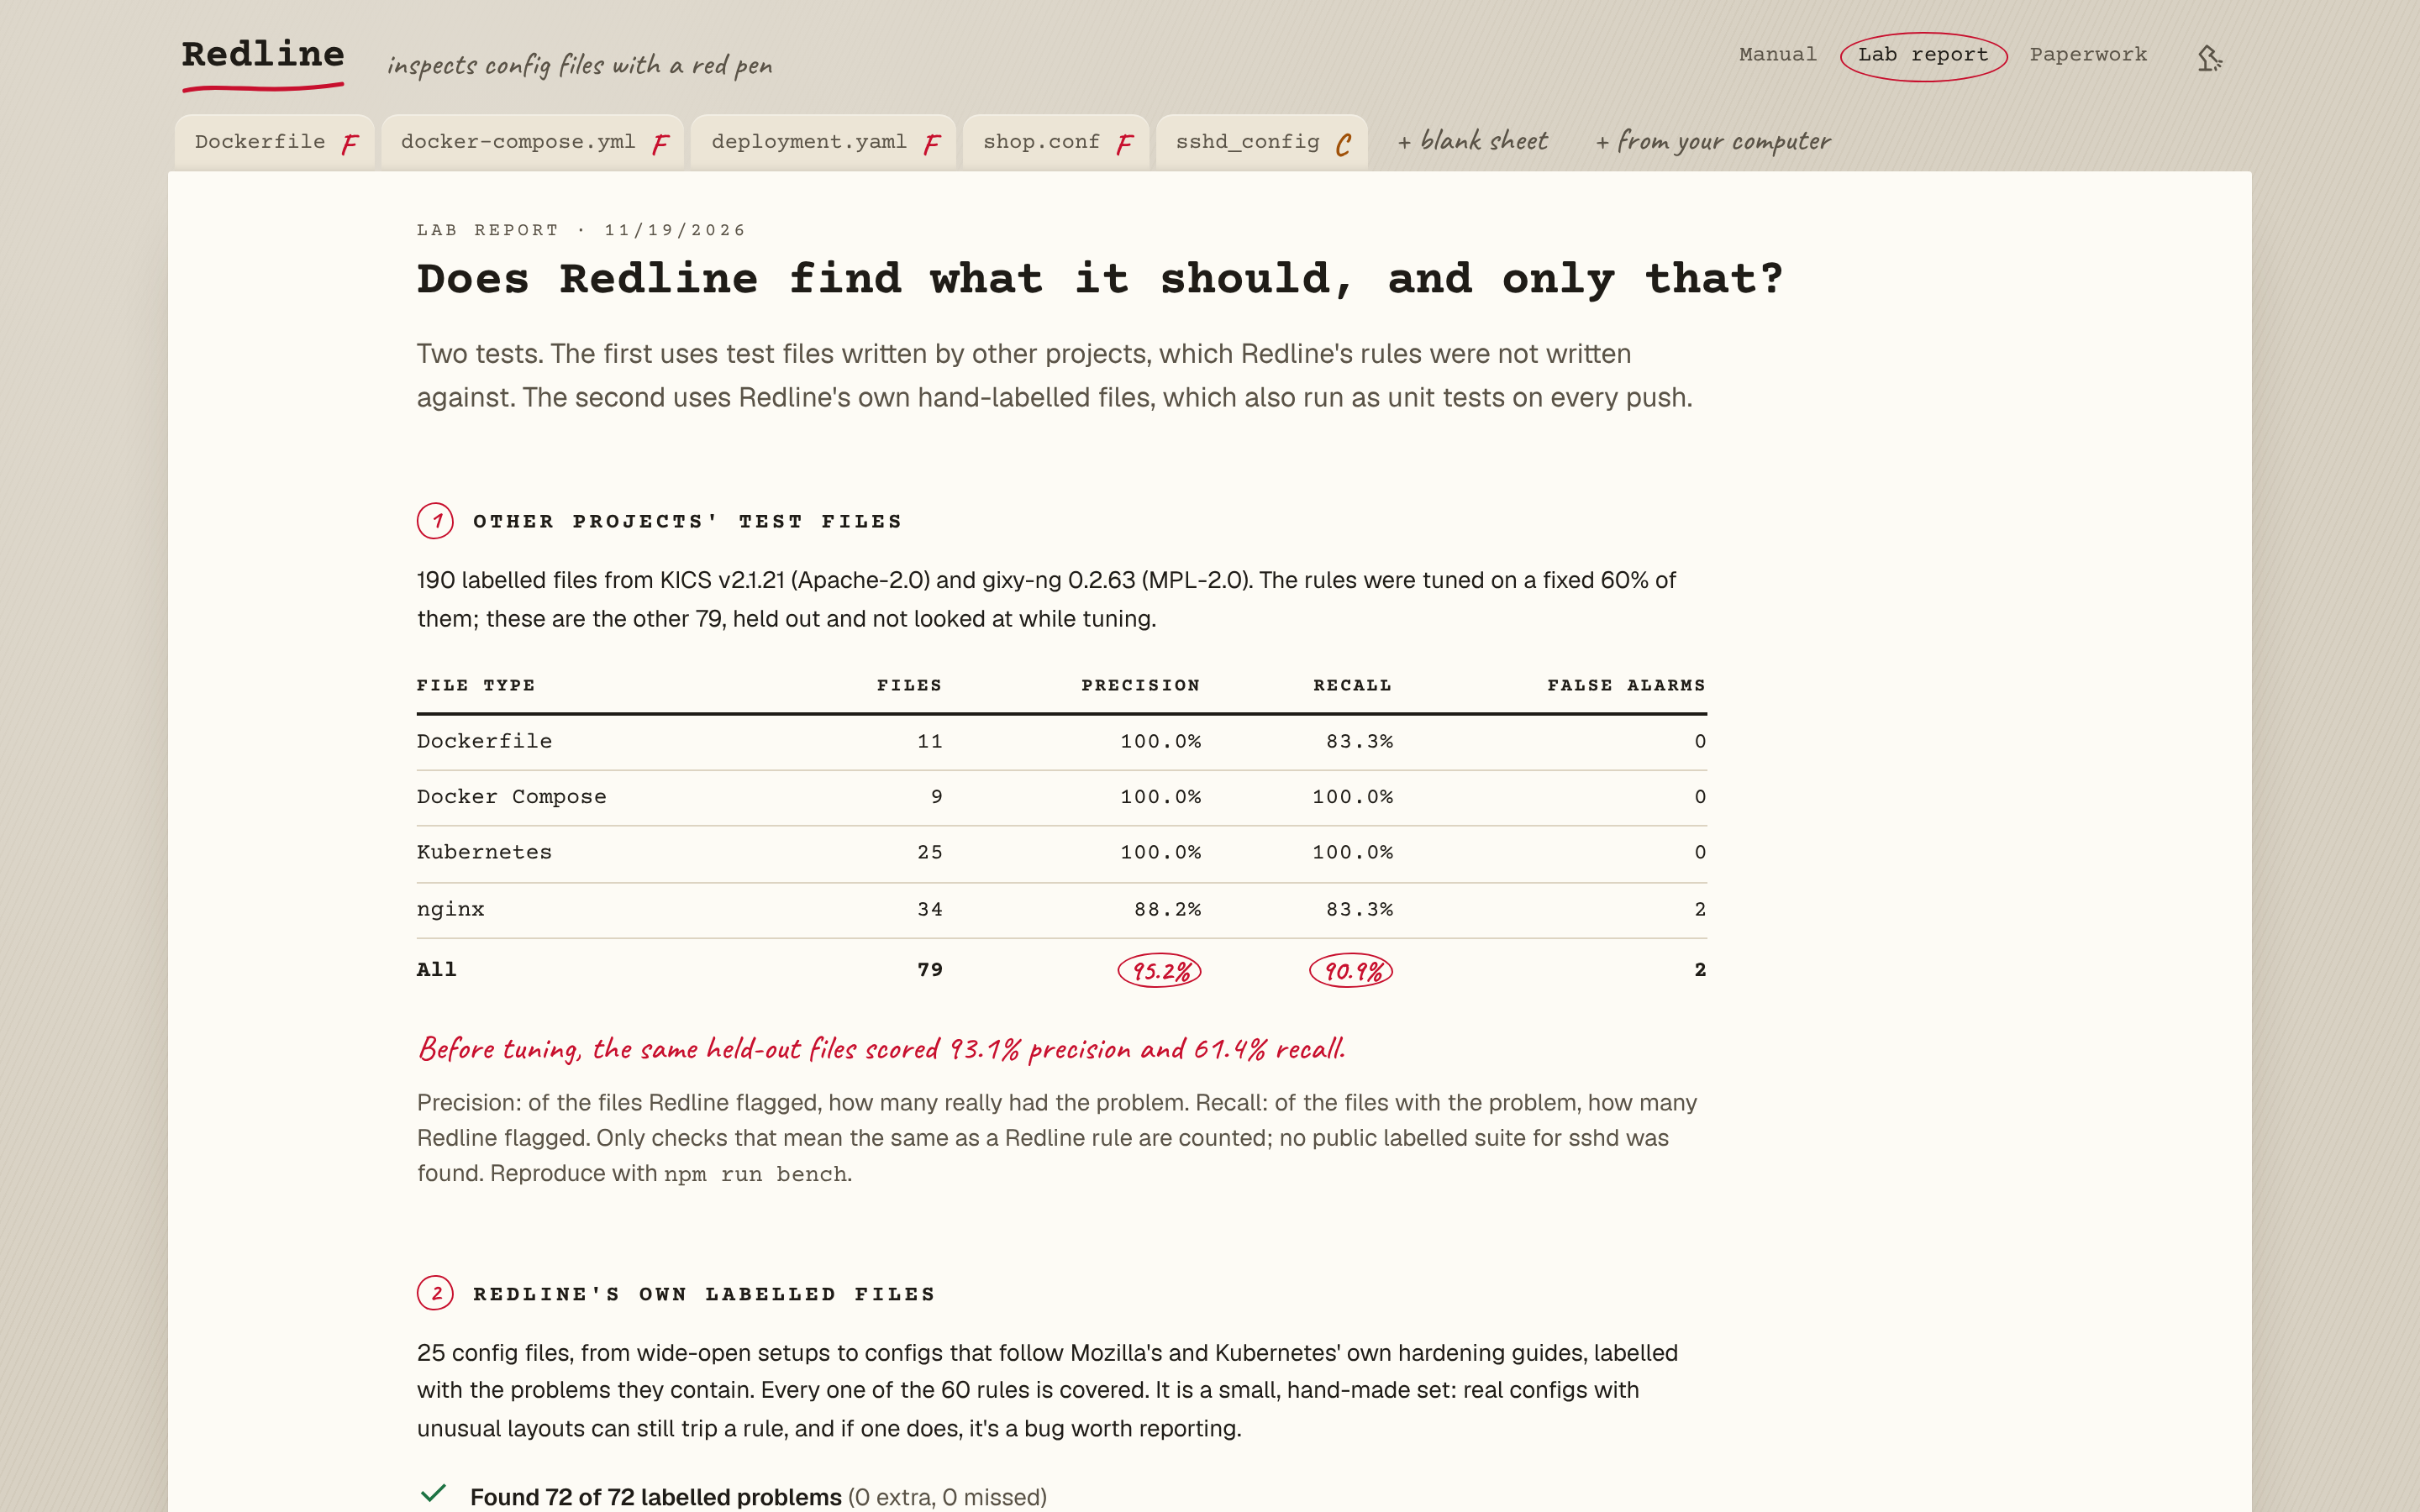 Redline
inspects config files with a red pen
Manual
Lab report
Paperwork
Dockerfile F
docker-compose.yml F
deployment.yaml F
shop.conf F
sshd_config C
+ blank sheet
+ from your computer
LAB REPORT · 11/19/2026
Does Redline find what it should, and only that?
Two tests. The first uses test files written by other projects, which Redline's rules were not written
against. The second uses Redline's own hand-labelled files, which also run as unit tests on every push.
1 OTHER PROJECTS' TEST FILES
190 labelled files from KICS v2.1.21 (Apache-2.0) and gixy-ng 0.2.63 (MPL-2.0). The rules were tuned on a fixed 60% of
them; these are the other 79, held out and not looked at while tuning.
FILE TYPE FILES PRECISION RECALL FALSE ALARMS
Dockerfile 11 100.0% 83.3% 0
Docker Compose 9 100.0% 100.0% 0
Kubernetes 25 100.0% 100.0% 0
nginx 34 88.2% 83.3% 2
All 79 95.2% 90.9% 2
Before tuning, the same held-out files scored 93.1% precision and 61.4% recall.
Precision: of the files Redline flagged, how many really had the problem. Recall: of the files with the problem, how many
Redline flagged. Only checks that mean the same as a Redline rule are counted; no public labelled suite for sshd was
found. Reproduce with npm run bench.
2 REDLINE'S OWN LABELLED FILES
25 config files, from wide-open setups to configs that follow Mozilla's and Kubernetes' own hardening guides, labelled
with the problems they contain. Every one of the 60 rules is covered. It is a small, hand-made set: real configs with
unusual layouts can still trip a rule, and if one does, it's a bug worth reporting.
Found 72 of 72 labelled problems (0 extra, 0 missed)